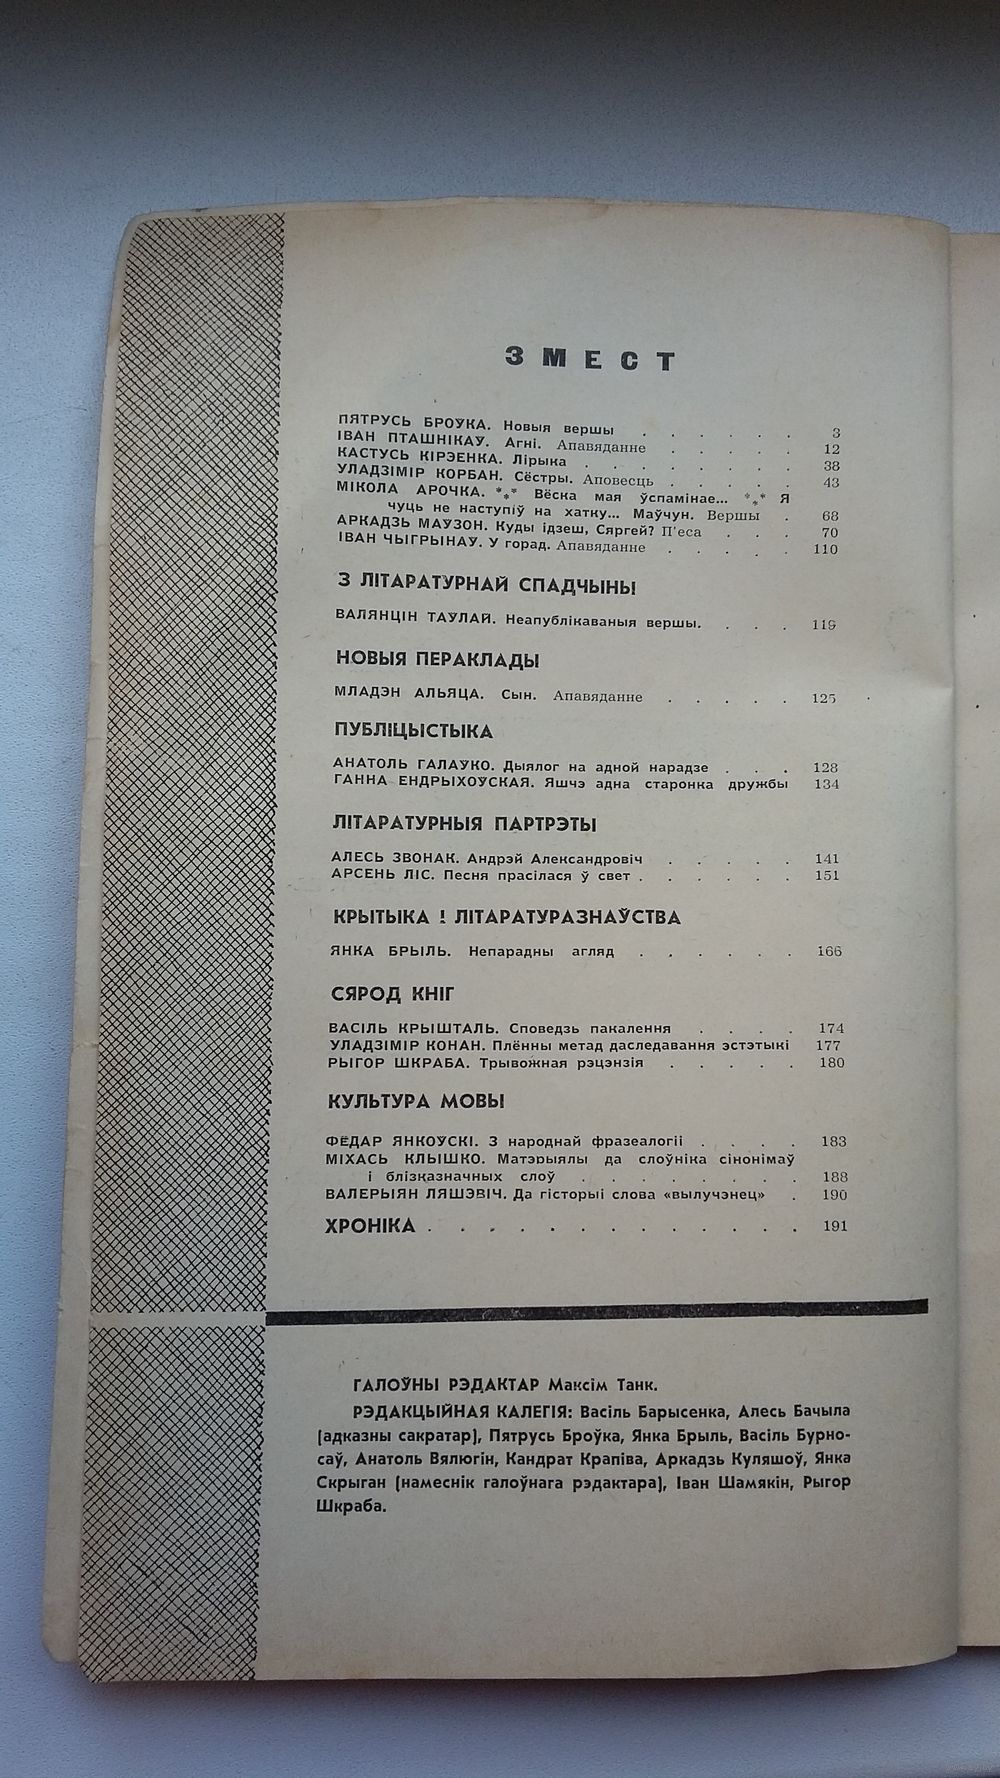 ЗМЕСТ
ПЯТРУСЬ БРОЎКА. Новыя вершы . . . . . 3
ІВАН ПТАШНІКАЎ. Агні. Апавяданне . . . . . 12
КАСТУСЬ КІРЭЕНКА. Лірыка . . . . . . . 38
УЛАДЗІМІР КОРБАН. Сёстры. Аповесць . . . . . 43
МІКОЛА АРОЧКА. *** Вёска мая ўспамінае... *** Я
чуць не наступіў на хатку... Маўчун. Вершы . 68
АРКАДЗЬ МАУЗОН. Куды ідзеш, Сяргей? П'еса . . . 70
ІВАН ЧЫГРЫНАЎ. У горад. Апавяданне . . . . . 110
З ЛІТАРАТУРНАЙ СПАДЧЫНЫ
ВАЛЯНЦІН ТАЎЛАЙ. Неапублікаваныя вершы. . . . 119
НОВЫЯ ПЕРАКЛАДЫ
МЛАДЭН АЛЬЯЦА. Сын. Апавяданне . . . . . 125
ПУБЛІЦЫСТЫКА
АНАТОЛЬ ГАЛАУКО. Дыялог на адной нарадзе . . . 128
ГАННА ЕНДРЫХОЎСКАЯ. Яшчэ адна старонка дружбы 134
ЛІТАРАТУРНЫЯ ПАРТРЭТЫ
АЛЕСЬ ЗВОНАК. Андрэй Александровіч . . . . . 141
АРСЕНЬ ЛІС. Песня прасілася ў свет . . . . . . 151
КРЫТЫКА І ЛІТАРАТУРАЗНАЎСТВА
ЯНКА БРЫЛЬ. Непарадны агляд . . . . . . 166
СЯРОД КНІГ
ВАСІЛЬ КРЫШТАЛЬ. Споведзь пакалення . . . . 174
УЛАДЗІМІР КОНАН. Плённы метад даследавання эстэтыкі 177
РЫГОР ШКРАБА. Трывожная рэцэнзія . . . . . 180
КУЛЬТУРА МОВЫ
ФЁДАР ЯНКОЎСКІ. З народнай фразеалогіі . . . . 183
МІХАСЬ КЛЫШКО. Матэрыялы да слоўніка сінонімаў
і блізказначных слоў . . . . . . . 188
ВАЛЕРЫЯН ЛЯШЭВІЧ. Да гісторыі слова «вылучэнец» . 190
ХРОНІКА . . . . . . . . . . . . . 191
ГАЛОЎНЫ РЭДАКТАР Максім Танк.
РЭДАКЦЫЙНАЯ КАЛЕГІЯ: Васіль Барысенка, Алесь Бачыла
(адказны сакратар), Пятрусь Броўка, Янка Брыль, Васіль Бурно-
саў, Анатоль Вялюгін, Кандрат Крапіва, Аркадзь Куляшоў, Янка
Скрыган (намеснік галоўнага рэдактара), Іван Шамякін, Рыгор
Шкраба.